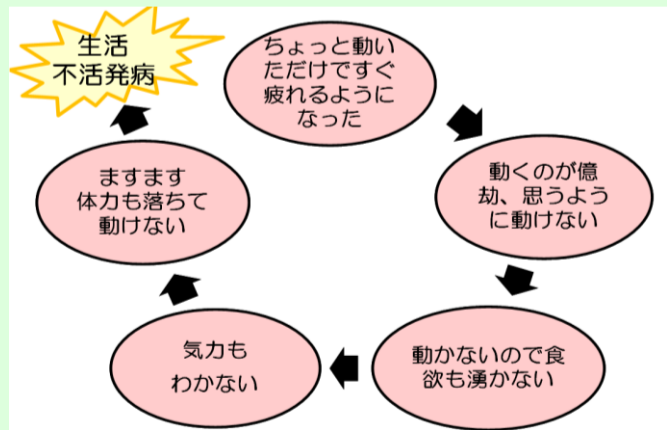 生活
不活発病
ちょっと動い
ただけですぐ
疲れるように
なった
動くのが億
劫、思うよう
に動けない
動かないので食
欲も湧かない
気力も
わかない
ますます
体力も落ちて
動けない